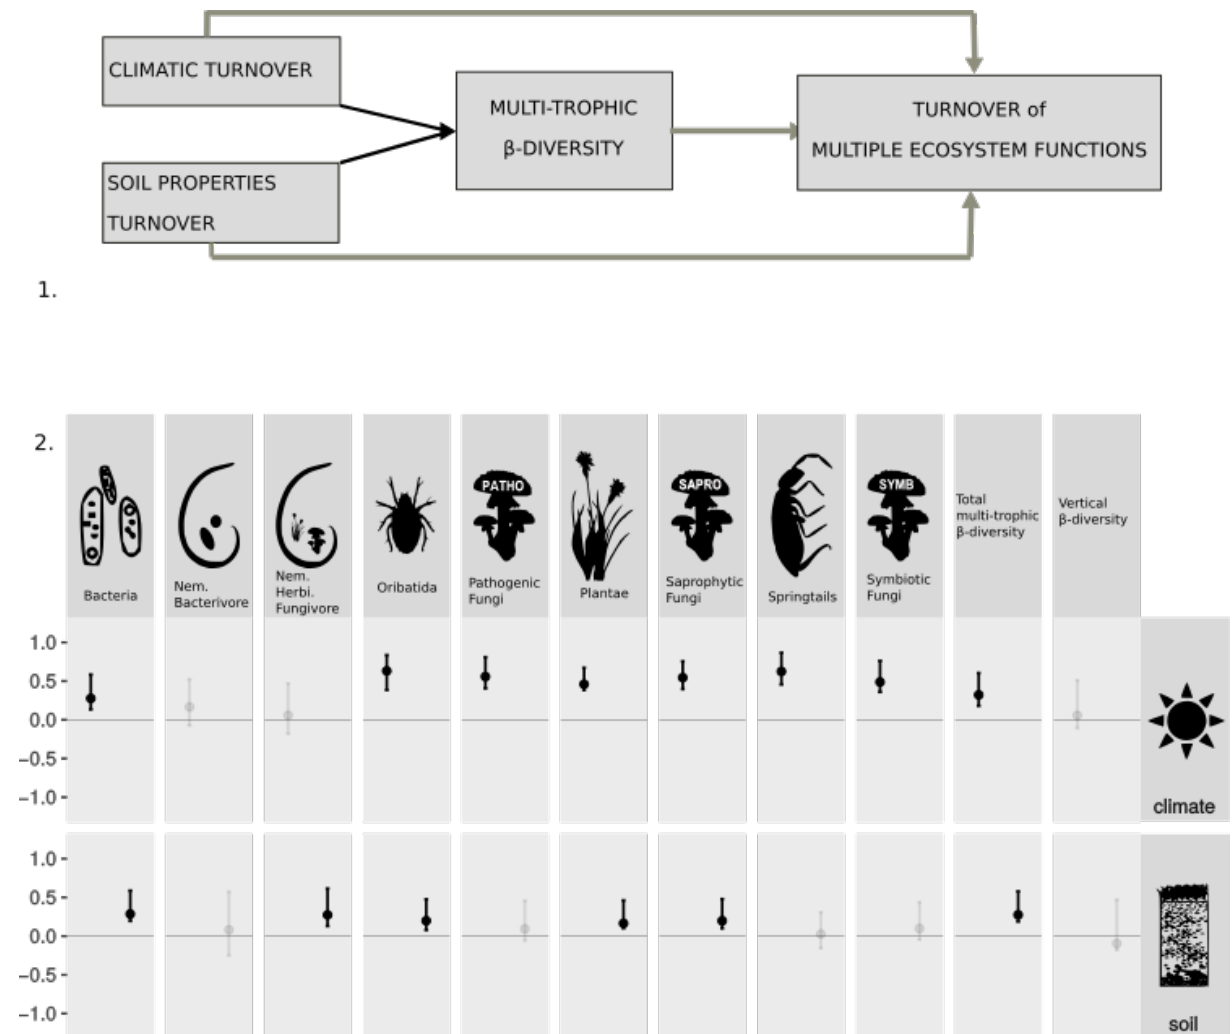 CLIMATIC TURNOVER
SOIL PROPERTIES
TURNOVER
MULTI-TROPHIC
β-DIVERSITY
TURNOVER of
MULTIPLE ECOSYSTEM FUNCTIONS
1.
2.
Bacteria
Nem.
Bacterivore
Nem.
Herbi.
Fungivore
Oribatida
PATHO
Pathogenic
Fungi
Plantae
SAPRO
Saprophytic
Fungi
Springtails
SYMB
Symbiotic
Fungi
Total
multi-trophic
β-diversity
Vertical
β-diversity
1.0
0.5
0.0
−0.5
−1.0
climate
1.0
0.5
0.0
−0.5
−1.0
soil